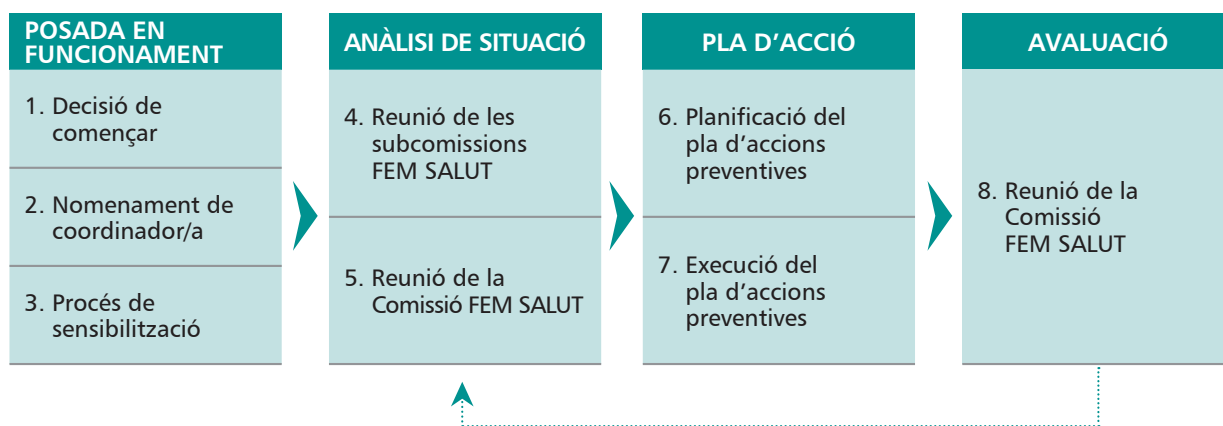 POSADA EN
FUNCIONAMENT
1. Decisió de
començar
2. Nomenament de
coordinador/a
3. Procés de
sensibilització
ANÀLISI DE SITUACIÓ
4. Reunió de les
subcomissions
FEM SALUT
5. Reunió de la
Comissió FEM SALUT
PLA D'ACCIÓ
6. Planificació del
pla d'accions
preventives
7. Execució del
pla d'accions
preventives
AVALUACIÓ
8. Reunió de la
Comissió
FEM SALUT